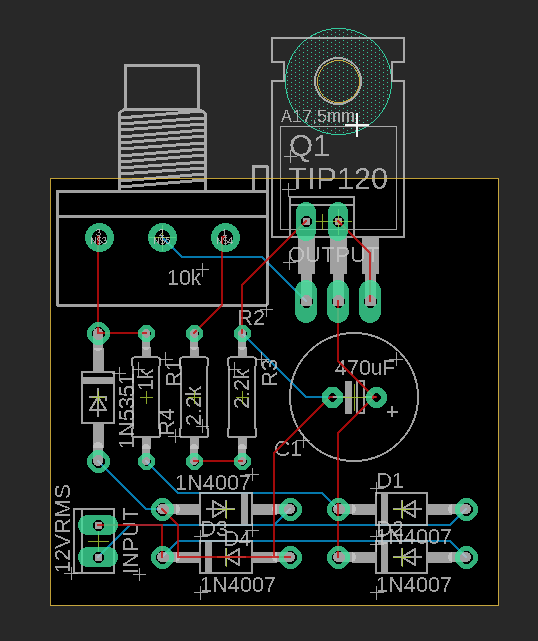 A17,5mm
Q1
TIP120
OUTPUT
10k
R2
470uF
+
1N5351
1k
R1
R4
2.2k
2.2k
R3
C1
1N4007
D1
12VRMS
INPUT
D3
D4
D2
1N4007
1N4007
1N4007